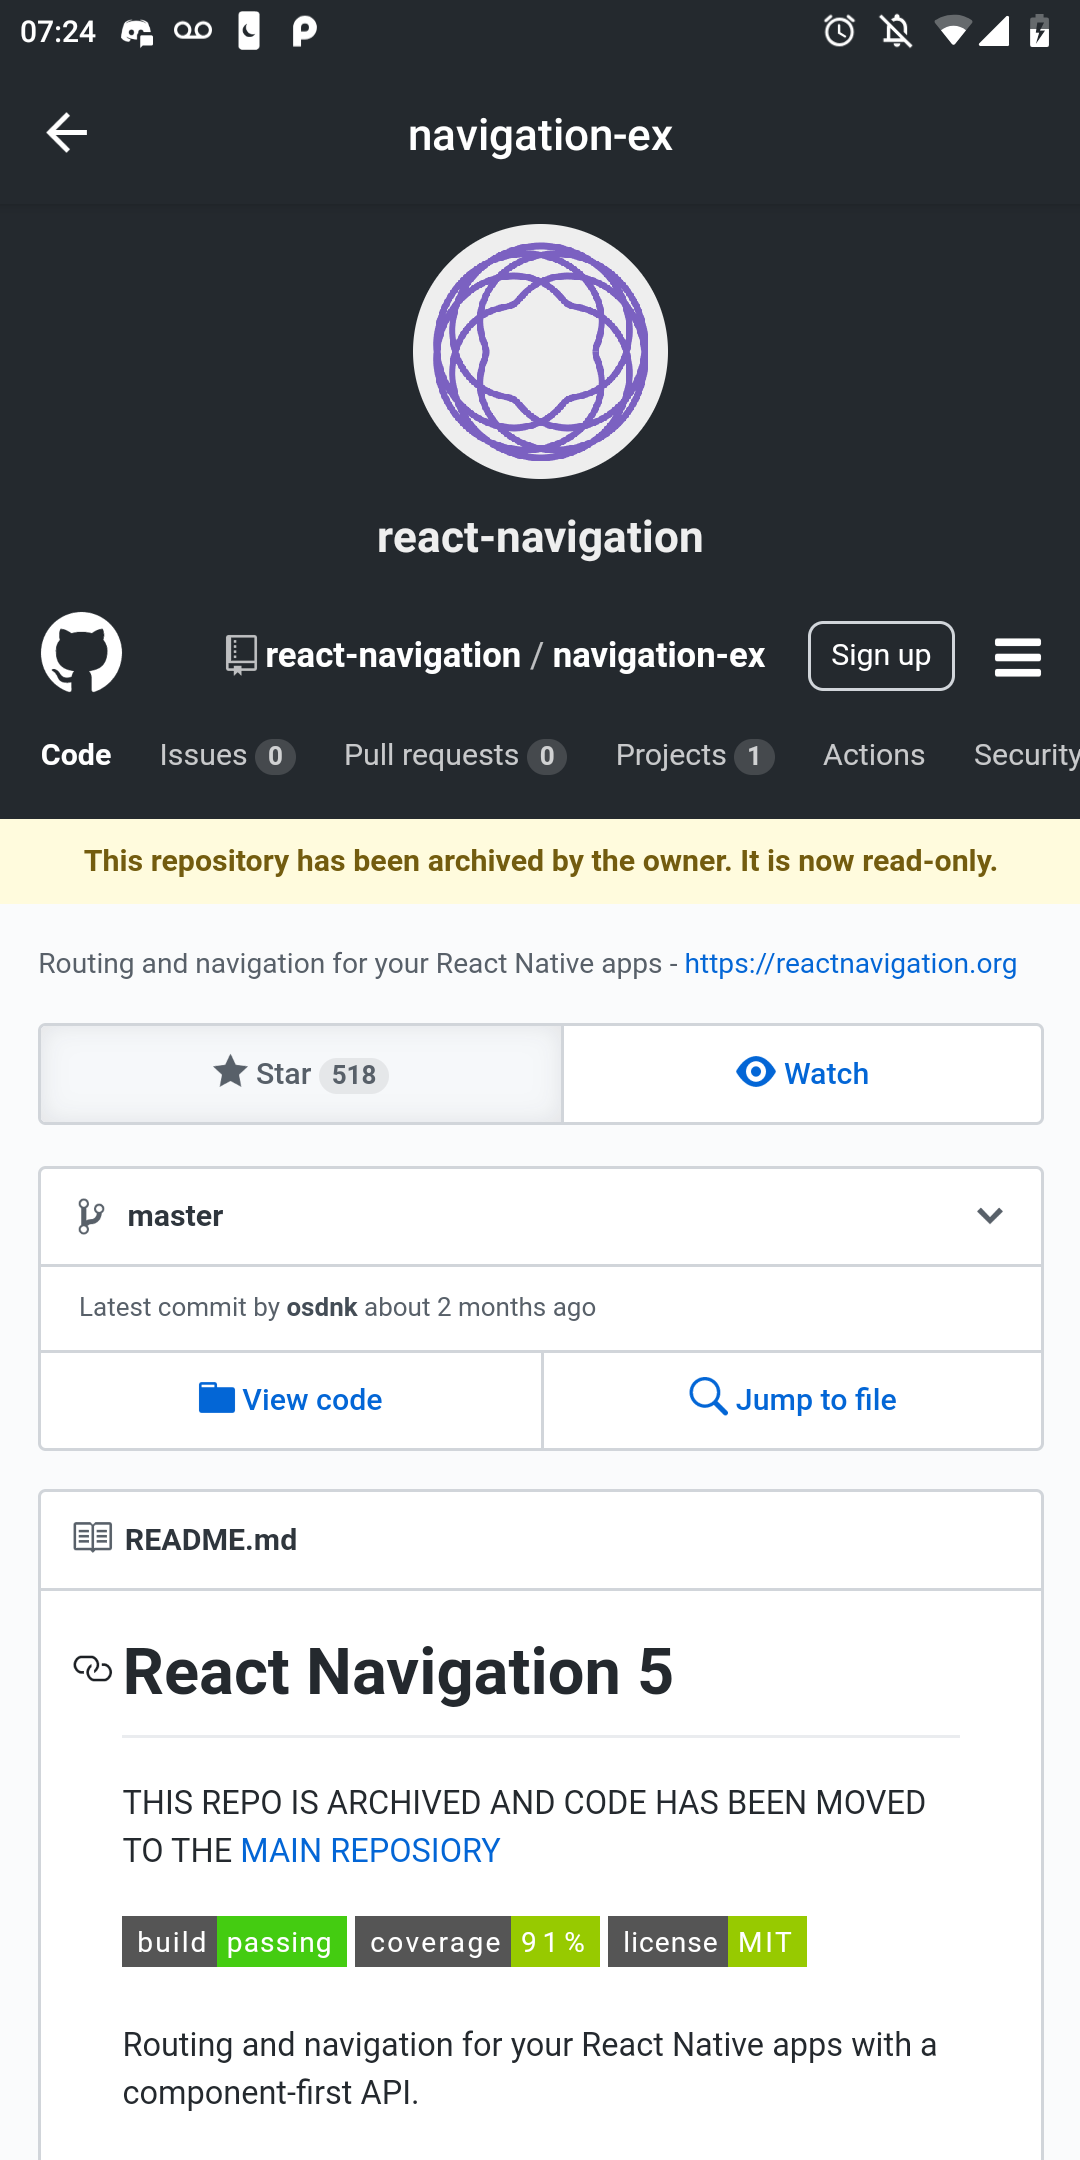 07:24
navigation-ex
react-navigation
react-navigation / navigation-ex Sign up
Code Issues 0 Pull requests 0 Projects 1 Actions Security
This repository has been archived by the owner. It is now read-only.
Routing and navigation for your React Native apps - https://reactnavigation.org
Star 518 Watch
master
Latest commit by osdnk about 2 months ago
View code Jump to file
README.md
React Navigation 5
THIS REPO IS ARCHIVED AND CODE HAS BEEN MOVED
TO THE MAIN REPOSIORY
build passing coverage 91% license MIT
Routing and navigation for your React Native apps with a
component-first API.